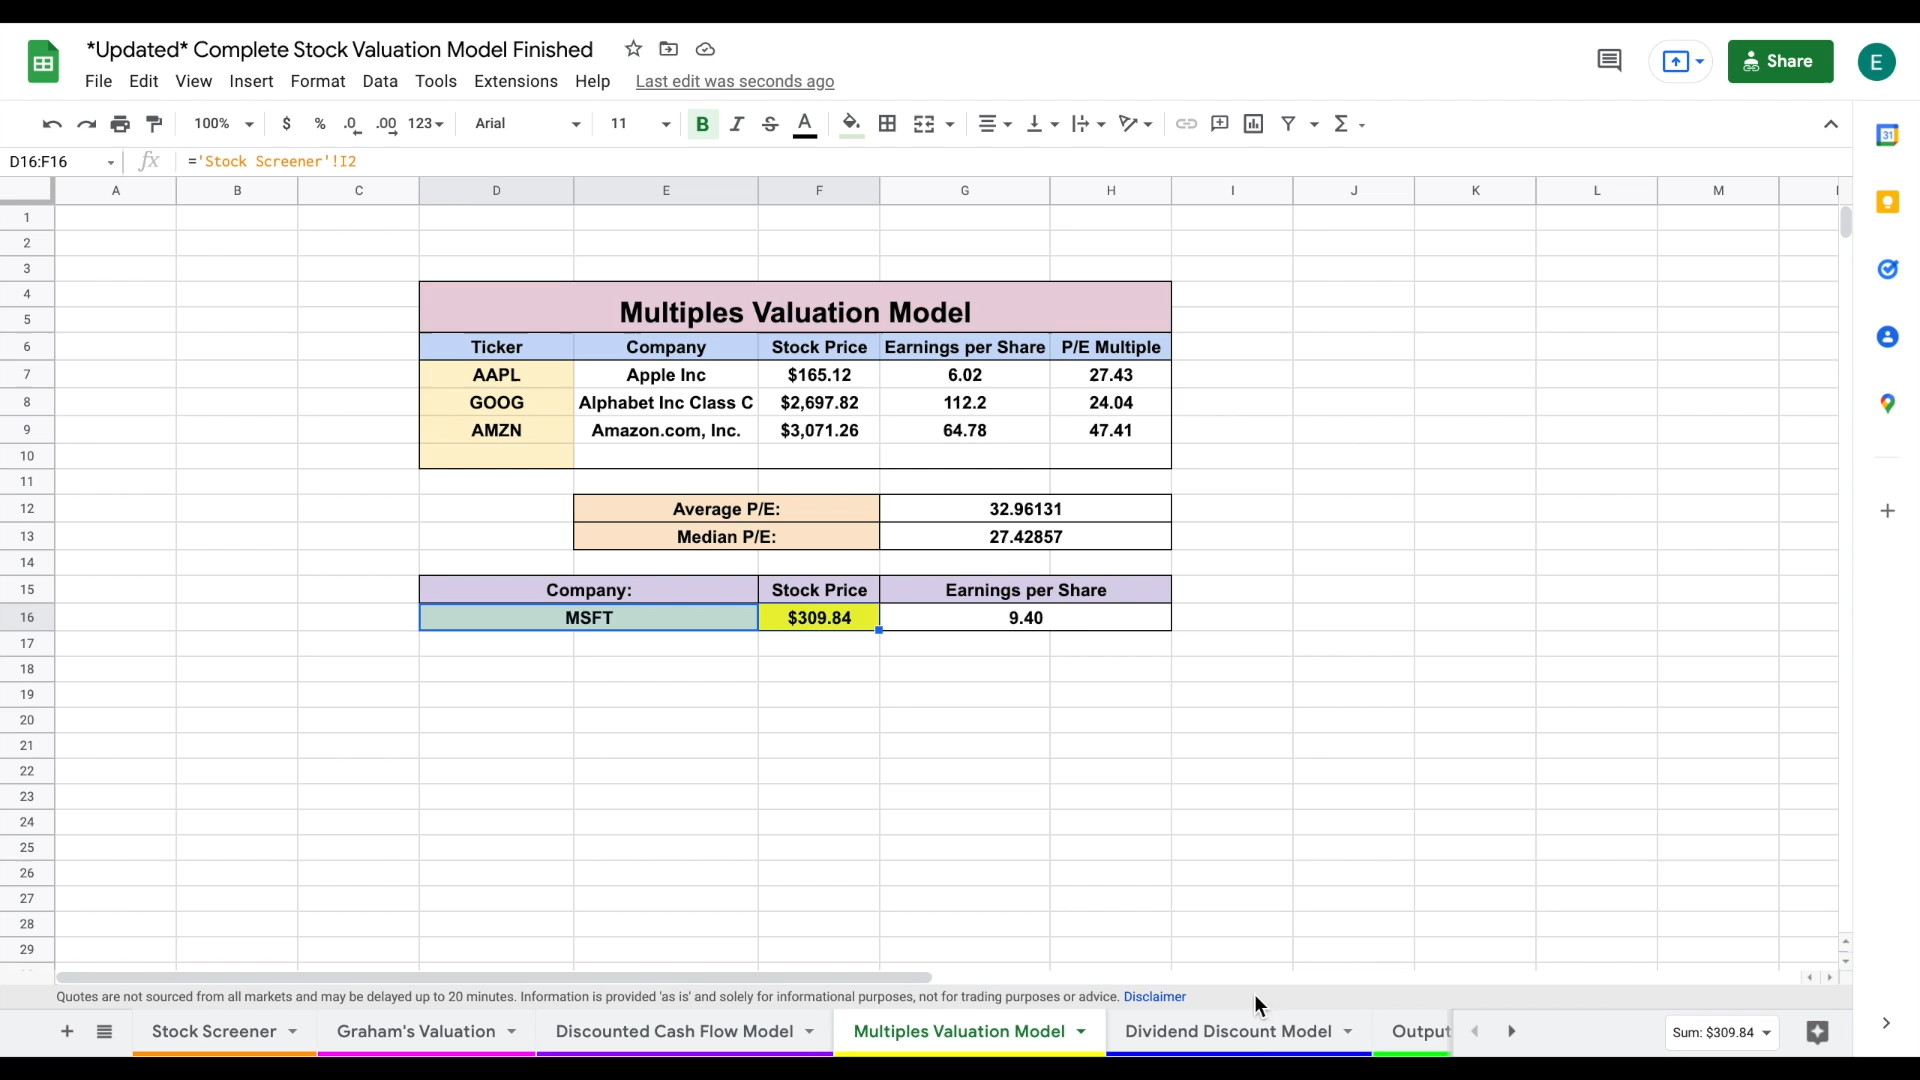 *Updated* Complete Stock Valuation Model Finished
File Edit View Insert Format Data Tools Extensions Help Last edit was seconds ago
Share
E
100% $ % .0 .00 123 Arial 11 B I S A
31
D16:F16 fx ='Stock Screener'!I2
A B C D E F G H I J K L M
1
2
3
4
5 Multiples Valuation Model
6 Ticker Company Stock Price Earnings per Share P/E Multiple
7 AAPL Apple Inc $165.12 6.02 27.43
8 GOOG Alphabet Inc Class C $2,697.82 112.2 24.04
9 AMZN Amazon.com, Inc. $3,071.26 64.78 47.41
10
11
12 Average P/E: 32.96131
13 Median P/E: 27.42857
14
15 Company: Stock Price Earnings per Share
16 MSFT $309.84 9.40
17
18
19
20
21
22
23
24
25
26
27
28
29
Quotes are not sourced from all markets and may be delayed up to 20 minutes. Information is provided 'as is' and solely for informational purposes, not for trading purposes or advice. Disclaimer
Stock Screener Graham's Valuation Discounted Cash Flow Model Multiples Valuation Model Dividend Discount Model Output Sum: $309.84